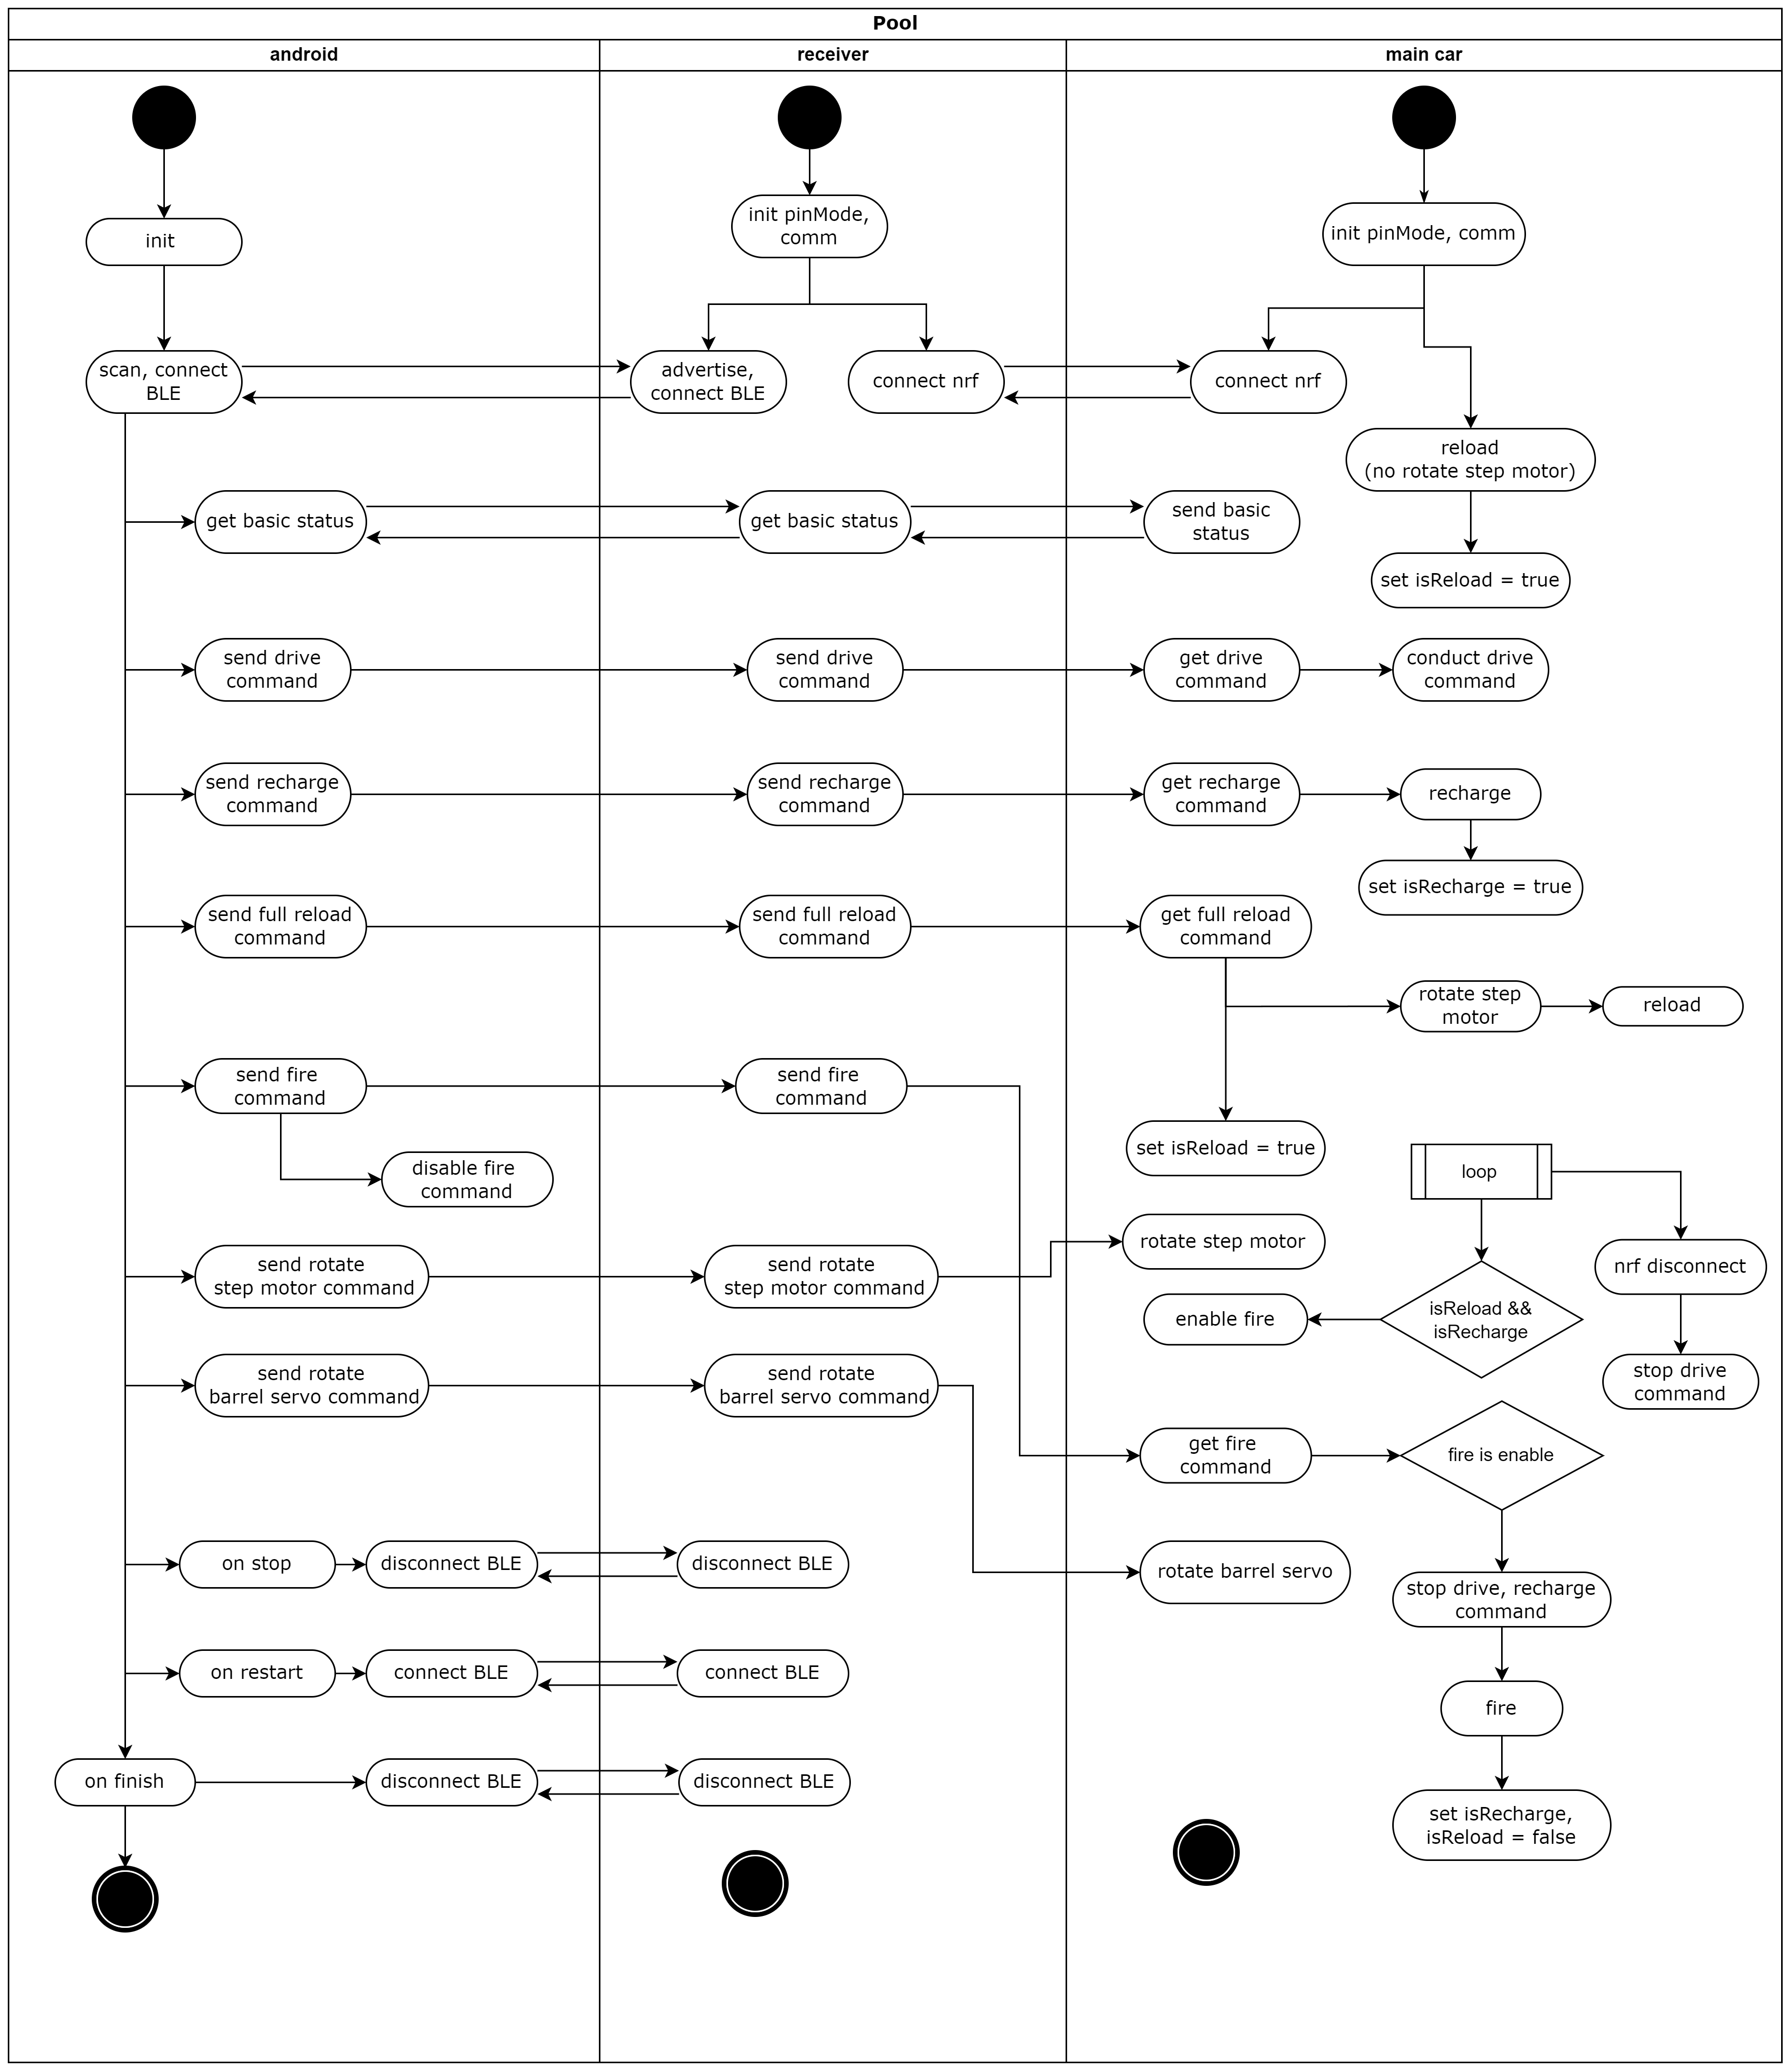 Pool
android
receiver
main car
init
init pinMode,
comm
init pinMode, comm
scan, connect
BLE
advertise,
connect BLE
connect nrf
connect nrf
reload
(no rotate step motor)
get basic status
get basic status
send basic
status
set isReload = true
send drive
command
send drive
command
get drive
command
conduct drive
command
send recharge
command
send recharge
command
get recharge
command
recharge
set isRecharge = true
send full reload
command
send full reload
command
get full reload
command
rotate step
motor
reload
send fire
command
send fire
command
set isReload = true
disable fire
command
loop
send rotate
step motor command
send rotate
step motor command
rotate step motor
nrf disconnect
enable fire
isReload &&
isRecharge
send rotate
barrel servo command
send rotate
barrel servo command
stop drive
command
get fire
command
fire is enable
on stop
disconnect BLE
disconnect BLE
rotate barrel servo
stop drive, recharge
command
on restart
connect BLE
connect BLE
fire
on finish
disconnect BLE
disconnect BLE
set isRecharge,
isReload = false